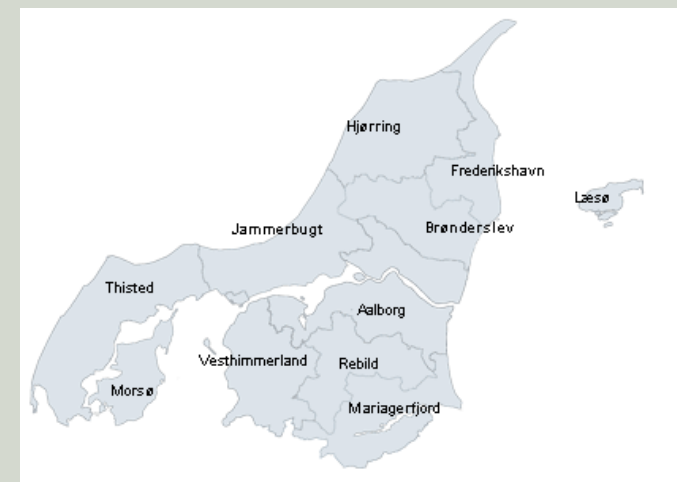 Hjørring
Frederikshavn
Læsø
Jammerbugt
Brønderslev
Thisted
Aalborg
Vesthimmerland
Rebild
Morsø
Mariagerfjord